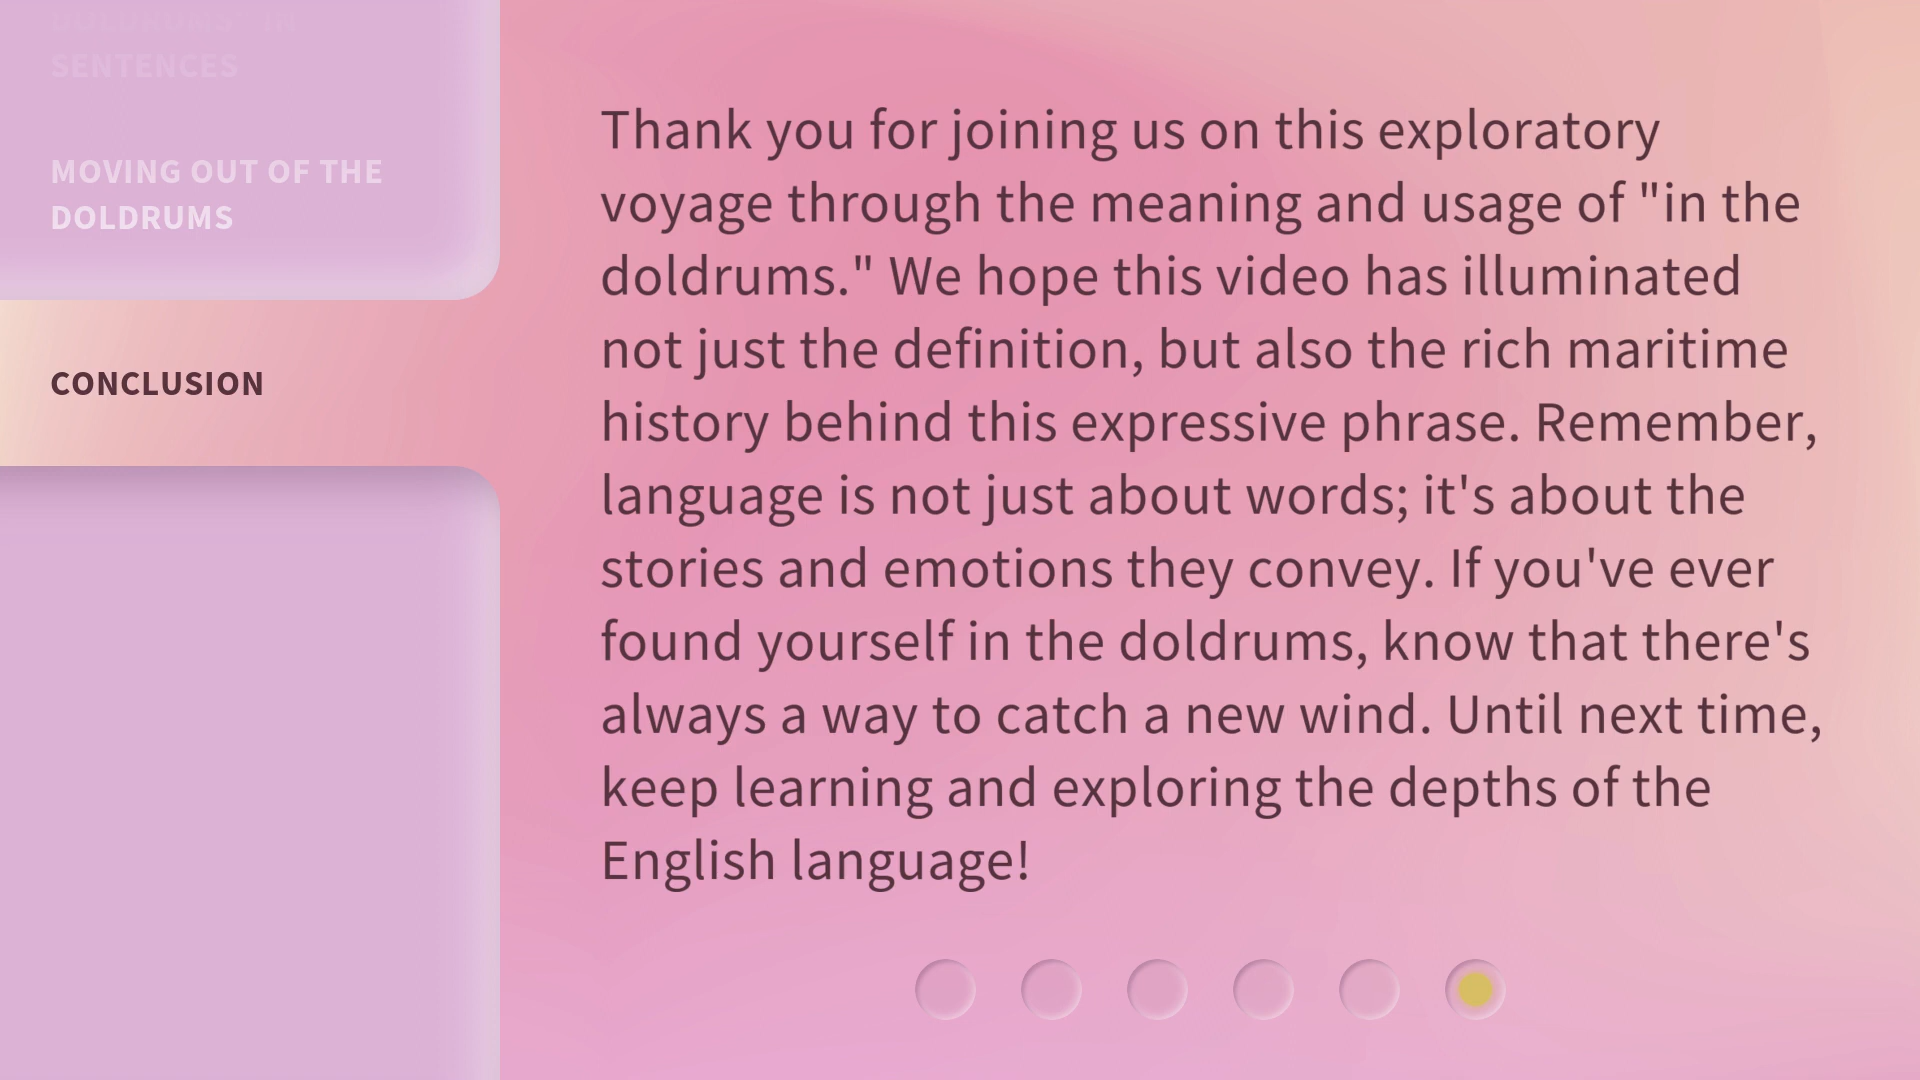 DOLDRUMS" IN
SENTENCES
MOVING OUT OF THE
DOLDRUMS
CONCLUSION
Thank you for joining us on this exploratory
voyage through the meaning and usage of "in the
doldrums." We hope this video has illuminated
not just the definition, but also the rich maritime
history behind this expressive phrase. Remember,
language is not just about words; it's about the
stories and emotions they convey. If you've ever
found yourself in the doldrums, know that there's
always a way to catch a new wind. Until next time,
keep learning and exploring the depths of the
English language!